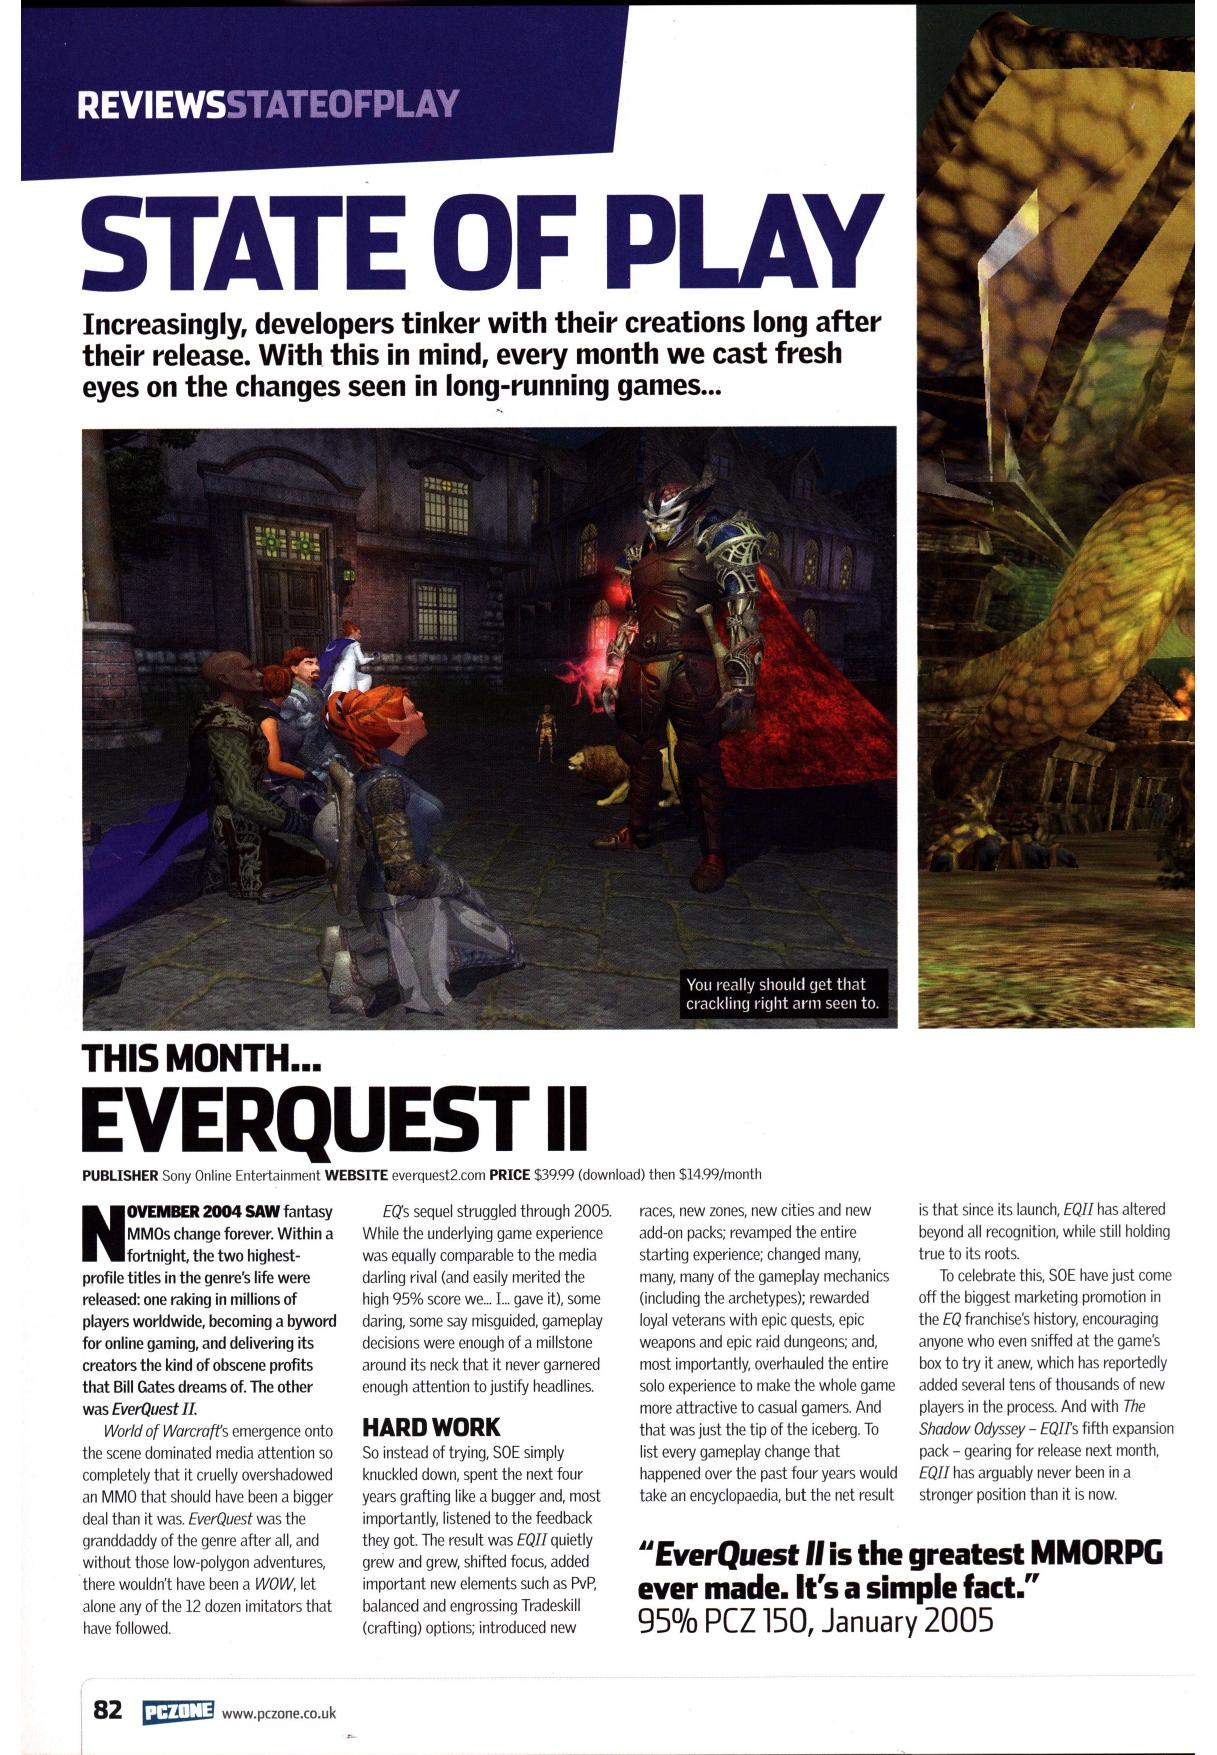 REVIEWSSTATEOFPLAY
STATE OF PLAY
Increasingly, developers tinker with their creations long after
their release. With this in mind, every month we cast fresh
eyes on the changes seen in long-running games...
You really should get that
crackling right arm seen to.
THIS MONTH...
EVERQUEST II
PUBLISHER Sony Online Entertainment WEBSITE everquest2.com PRICE $39.99 (download) then $14.99/month
NOVEMBER 2004 SAW fantasy
MMOs change forever. Within a
fortnight, the two highest-
profile titles in the genre's life were
released: one raking in millions of
players worldwide, becoming a byword
for online gaming, and delivering its
creators the kind of obscene profits
that Bill Gates dreams of. The other
was EverQuest II.
World of Warcraft's emergence onto
the scene dominated media attention so
completely that it cruelly overshadowed
an MMO that should have been a bigger
deal than it was. EverQuest was the
granddaddy of the genre after all, and
without those low-polygon adventures,
there wouldn't have been a WOW, let
alone any of the 12 dozen imitators that
have followed.
EQ's sequel struggled through 2005.
While the underlying game experience
was equally comparable to the media
darling rival (and easily merited the
high 95% score we... I... gave it), some
daring, some say misguided, gameplay
decisions were enough of a millstone
around its neck that it never garnered
enough attention to justify headlines.
HARD WORK
So instead of trying, SOE simply
knuckled down, spent the next four
years grafting like a bugger and, most
importantly, listened to the feedback
they got. The result was EQII quietly
grew and grew, shifted focus, added
important new elements such as PvP,
balanced and engrossing Tradeskill
(crafting) options; introduced new
races, new zones, new cities and new
add-on packs; revamped the entire
starting experience; changed many,
many, many of the gameplay mechanics
(including the archetypes); rewarded
loyal veterans with epic quests, epic
weapons and epic raid dungeons; and,
most importantly, overhauled the entire
solo experience to make the whole game
more attractive to casual gamers. And
that was just the tip of the iceberg. To
list every gameplay change that
happened over the past four years would
take an encyclopaedia, but the net result
is that since its launch, EQII has altered
beyond all recognition, while still holding
true to its roots.
To celebrate this, SOE have just come
off the biggest marketing promotion in
the EQ franchise's history, encouraging
anyone who even sniffed at the game's
box to try it anew, which has reportedly
added several tens of thousands of new
players in the process. And with The
Shadow Odyssey – EQII's fifth expansion
pack – gearing for release next month,
EQII has arguably never been in a
stronger position than it is now.
"EverQuest II is the greatest MMORPG
ever made. It's a simple fact."
95% PCZ 150, January 2005
82 PCZONE www.pczone.co.uk